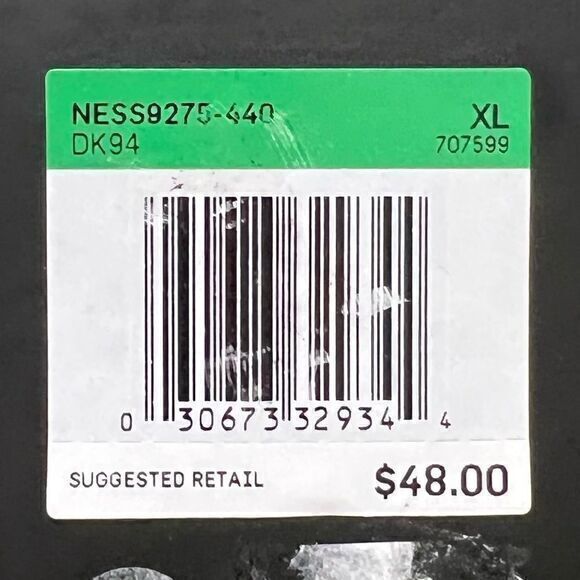 NESS9275-440 XL
DK94 707599
0 30673 32934 4
SUGGESTED RETAIL $48.00